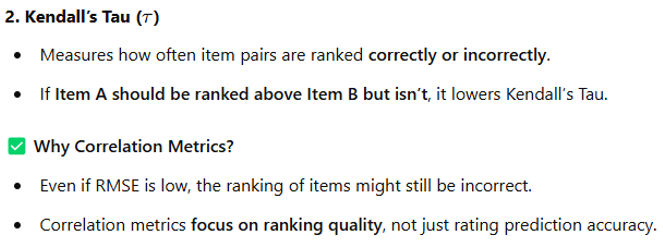 2. Kendall's Tau (τ)
• Measures how often item pairs are ranked correctly or incorrectly.
• If Item A should be ranked above Item B but isn't, it lowers Kendall's Tau.
✅ Why Correlation Metrics?
• Even if RMSE is low, the ranking of items might still be incorrect.
• Correlation metrics focus on ranking quality, not just rating prediction accuracy.